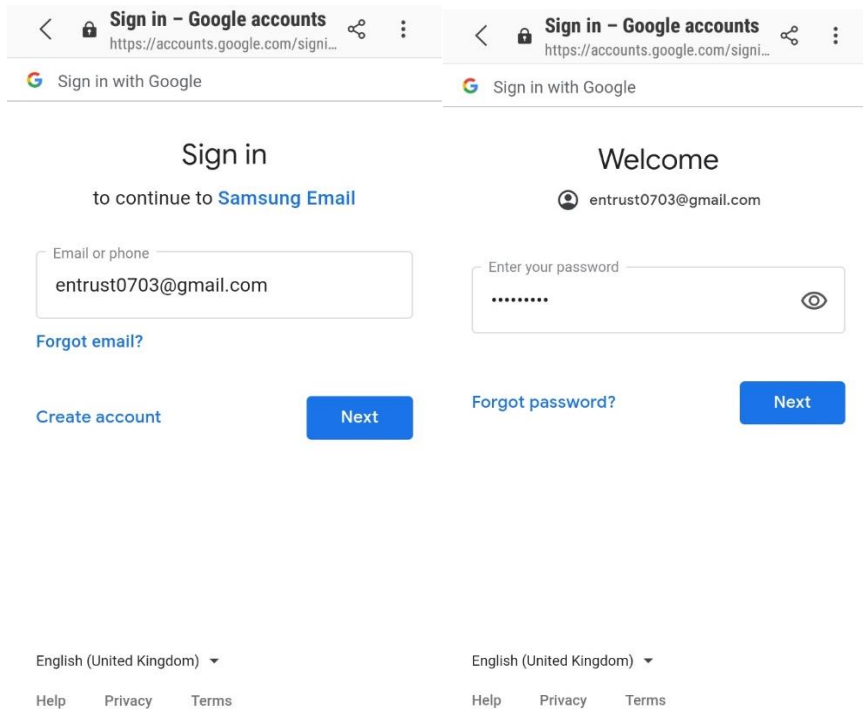 Sign in – Google accounts
https://accounts.google.com/signi...
Sign in with Google
Sign in
to continue to Samsung Email
Email or phone
entrust0703@gmail.com
Forgot email?
Create account
Next
English (United Kingdom)
Help Privacy Terms
Sign in – Google accounts
https://accounts.google.com/signi...
Sign in with Google
Welcome
entrust0703@gmail.com
Enter your password
•••••••••
Forgot password?
Next
English (United Kingdom)
Help Privacy Terms